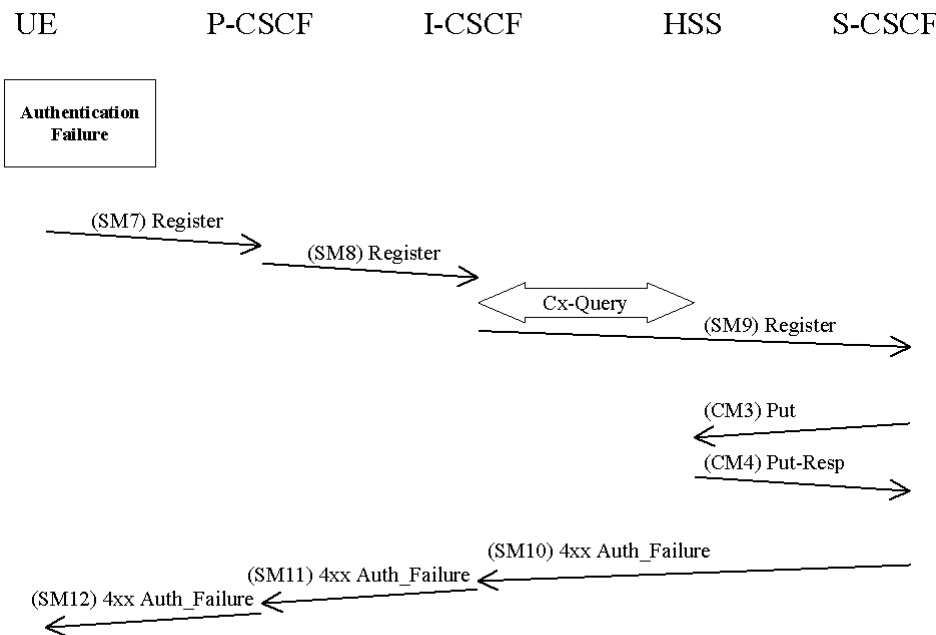 UE P-CSCF I-CSCF HSS S-CSCF
Authentication
Failure
(SM7) Register
(SM8) Register
Cx-Query
(SM9) Register
(CM3) Put
(CM4) Put-Resp
(SM10) 4xx Auth_Failure
(SM11) 4xx Auth_Failure
(SM12) 4xx Auth_Failure